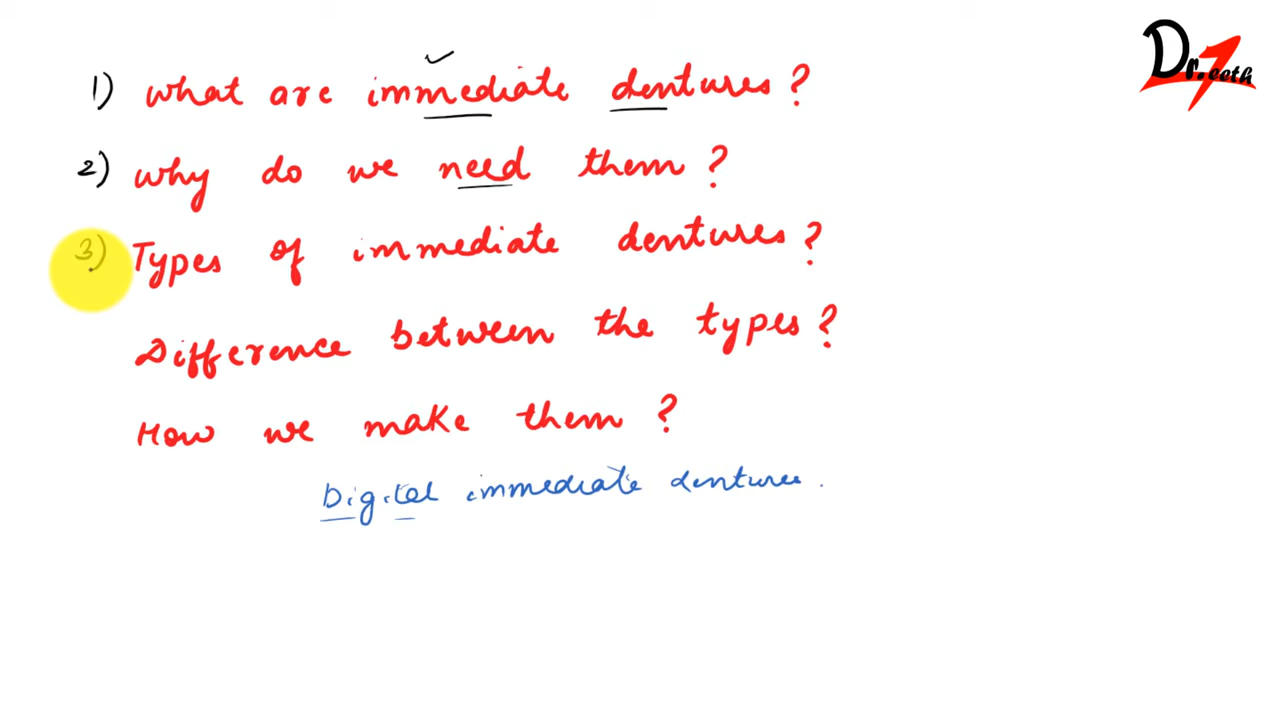 Dr.eeth
1) what are immediate dentures?
2) why do we need them?
3) Types of immediate dentures?
Difference between the types?
How we make them?
Digital immediate dentures.